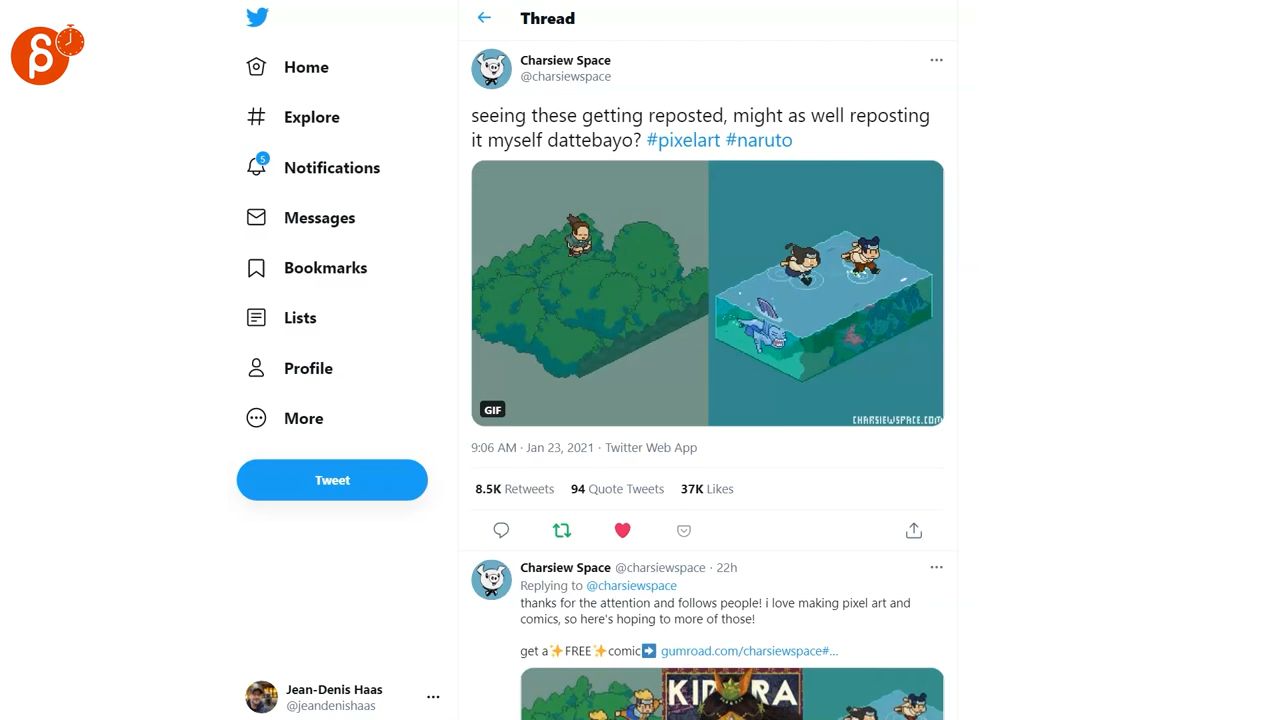 Thread
Home
Explore
5
Notifications
Messages
Bookmarks
Lists
Profile
More
Tweet
Jean-Denis Haas
@jeandenishaas
Charsiew Space
@charsiewspace
seeing these getting reposted, might as well reposting
it myself dattebayo? #pixelart #naruto
GIF
CHARSIEWSPACE.COM
9:06 AM · Jan 23, 2021 · Twitter Web App
8.5K Retweets 94 Quote Tweets 37K Likes
Charsiew Space @charsiewspace · 22h
Replying to @charsiewspace
thanks for the attention and follows people! i love making pixel art and
comics, so here's hoping to more of those!
get a✨FREE✨comic➡ gumroad.com/charsiewspace#...